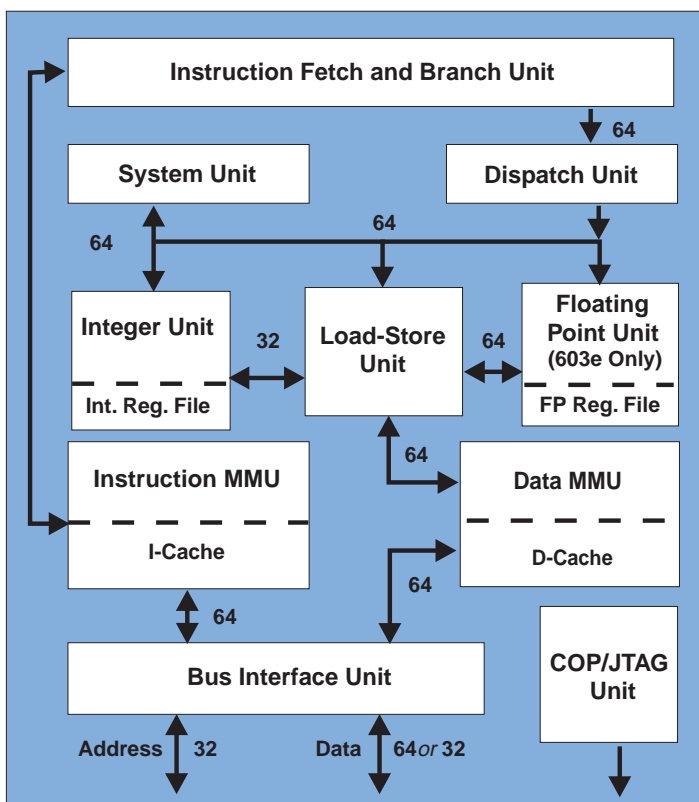 Instruction Fetch and Branch Unit
64
System Unit
Dispatch Unit
64
64
Integer Unit
Int. Reg. File
32
Load-Store
Unit
64
Floating
Point Unit
(603e Only)
FP Reg. File
64
Instruction MMU
I-Cache
Data MMU
D-Cache
64
64
Bus Interface Unit
COP/JTAG
Unit
Address 32
Data 64 or 32